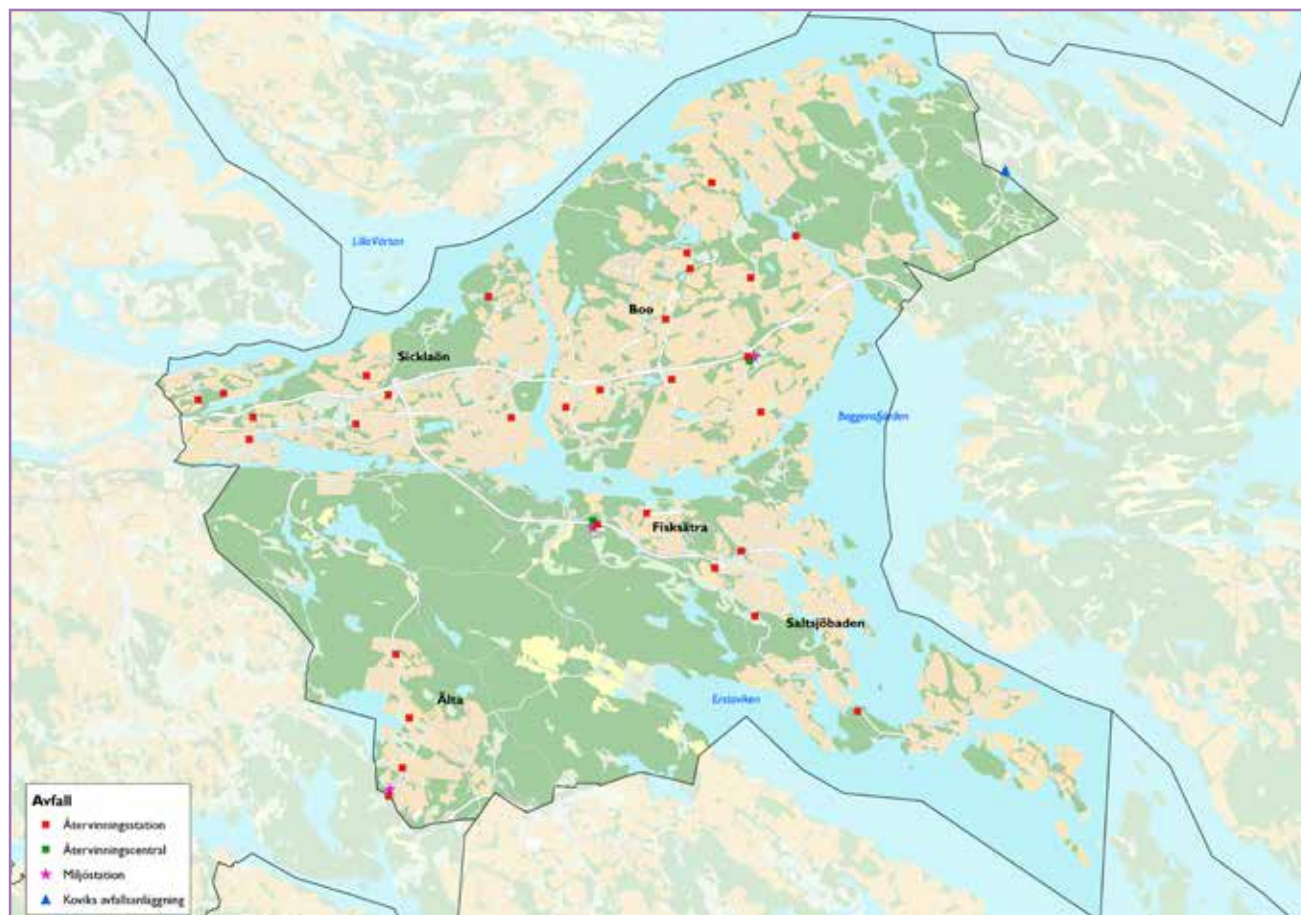 Lilla Värtan
Boo
Sicklaön
Baggensfjärden
Fisksätra
Saltsjöbaden
Älta
Erstaviken
Avfall
Återvinningsstation
Återvinningscentral
Miljöstation
Koviks avfallsanläggning